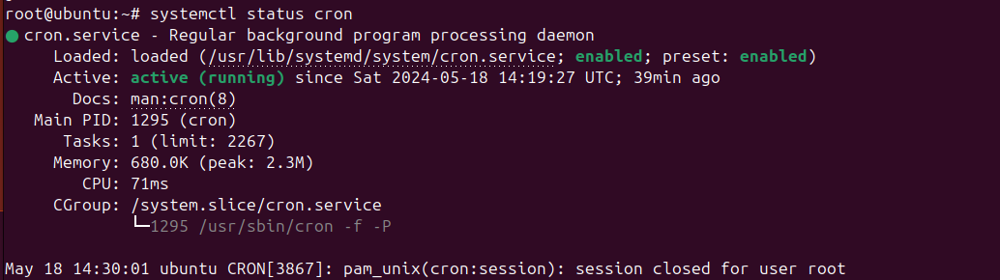 root@ubuntu:~# systemctl status cron
● cron.service - Regular background program processing daemon
     Loaded: loaded (/usr/lib/systemd/system/cron.service; enabled; preset: enabled)
     Active: active (running) since Sat 2024-05-18 14:19:27 UTC; 39min ago
       Docs: man:cron(8)
   Main PID: 1295 (cron)
      Tasks: 1 (limit: 2267)
     Memory: 680.0K (peak: 2.3M)
        CPU: 71ms
     CGroup: /system.slice/cron.service
             └─1295 /usr/sbin/cron -f -P

May 18 14:30:01 ubuntu CRON[3867]: pam_unix(cron:session): session closed for user root